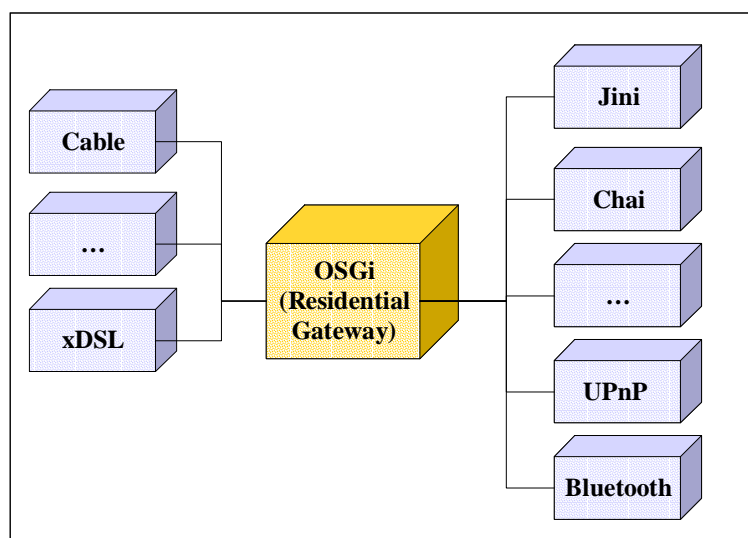 Cable
…
xDSL
OSGi
(Residential
Gateway)
Jini
Chai
…
UPnP
Bluetooth